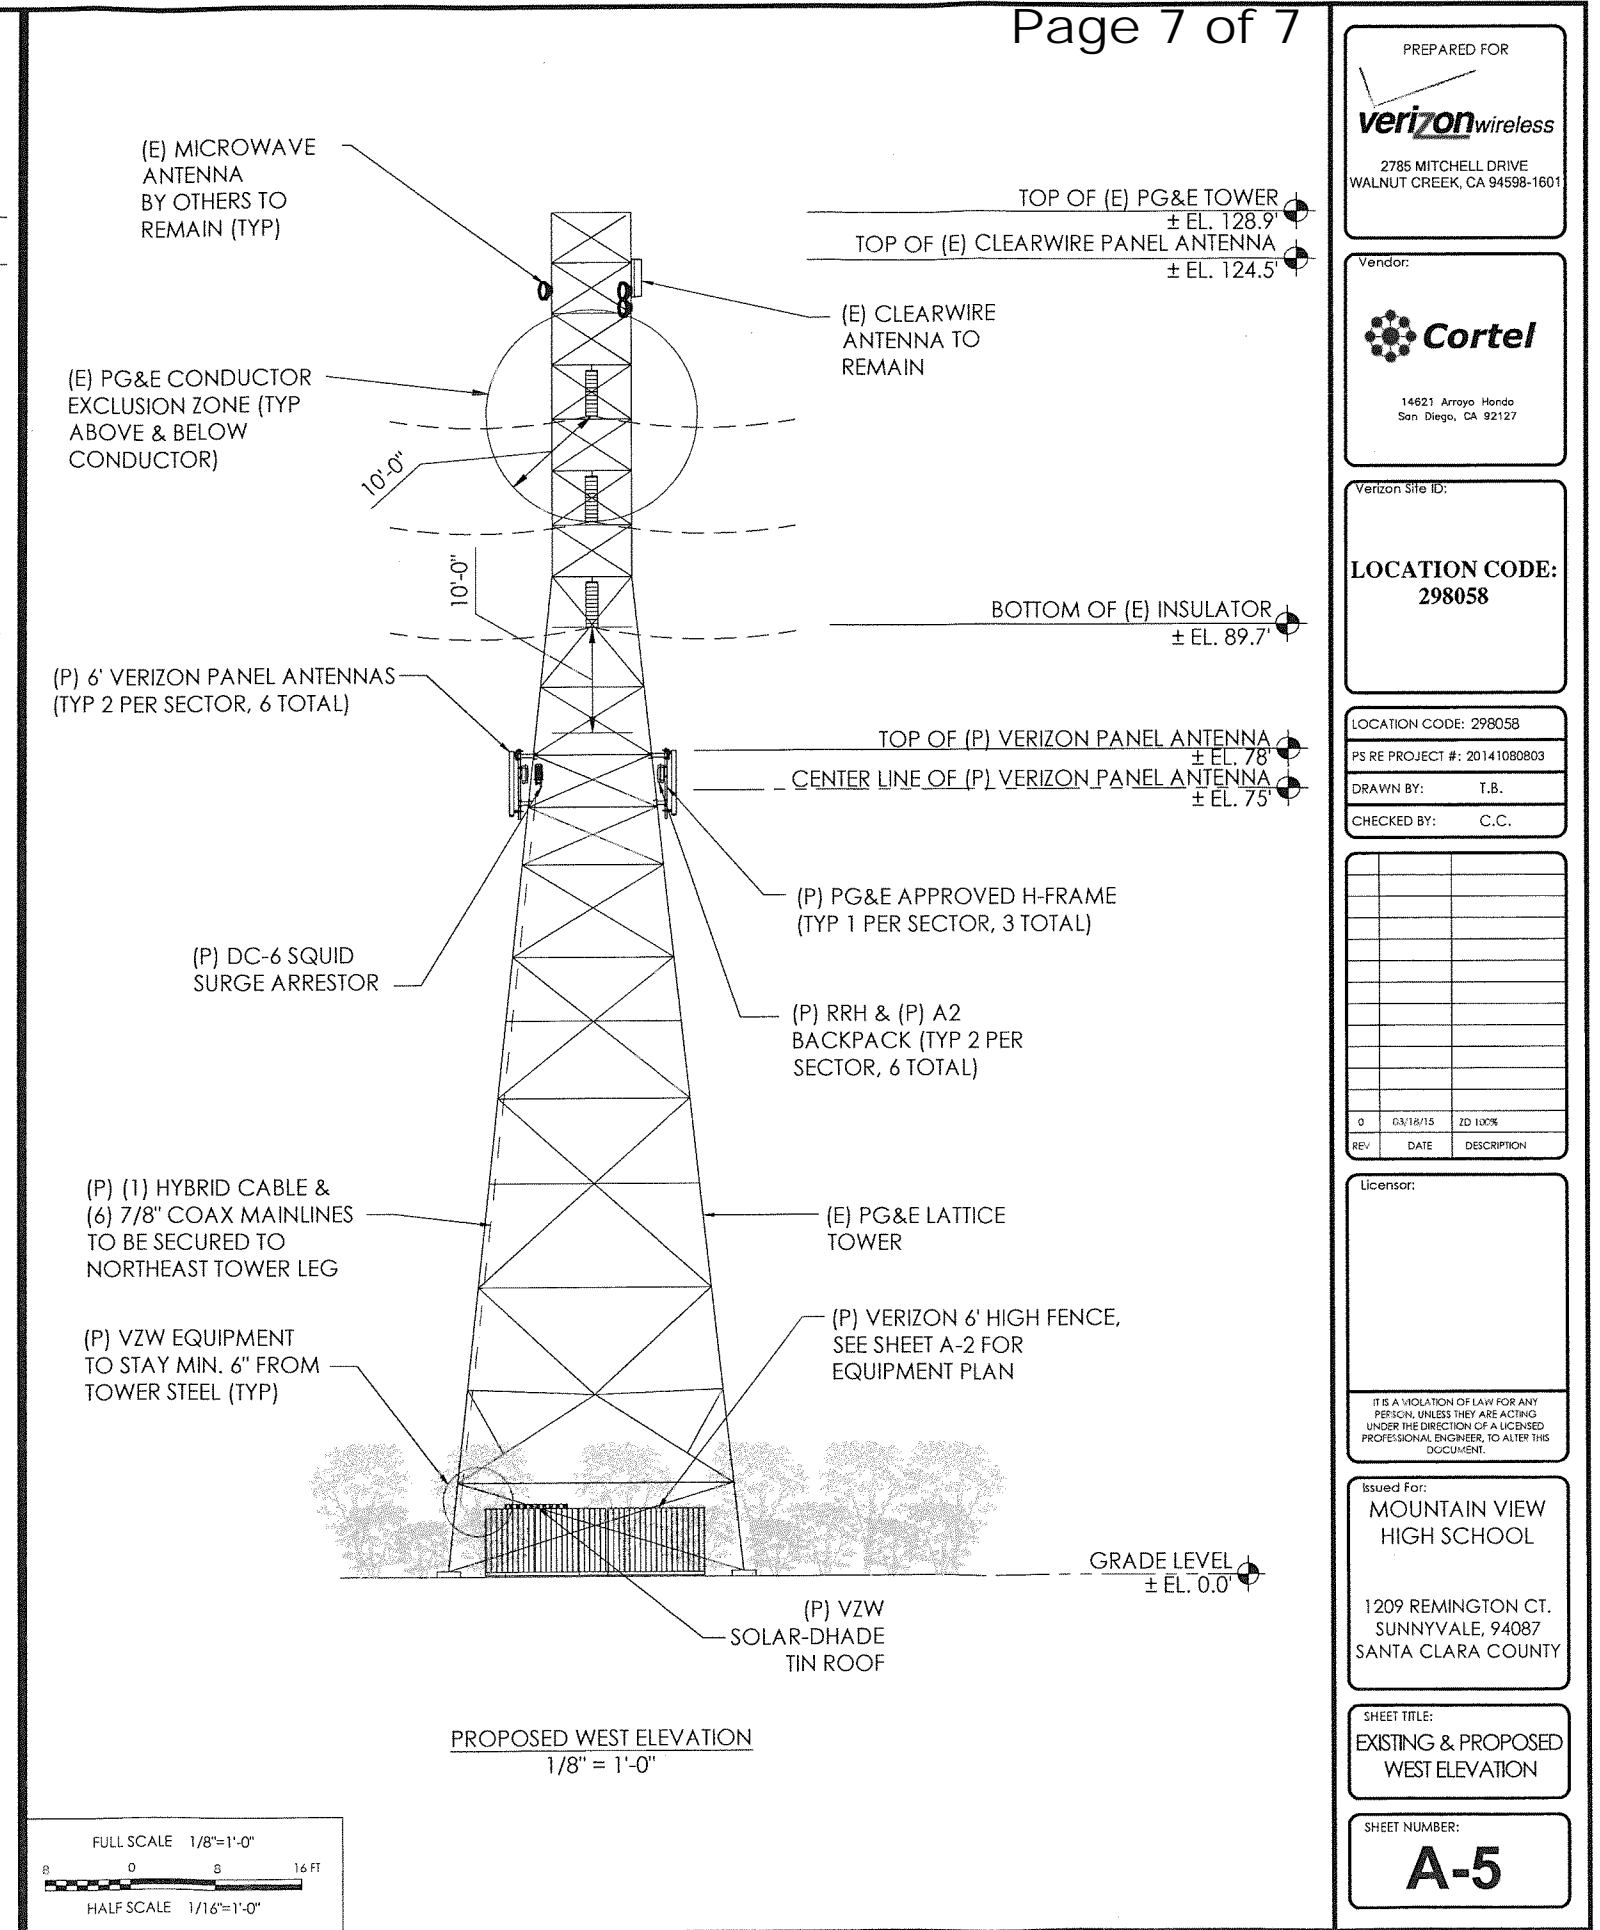 Page 7 of 7
(E) MICROWAVE
ANTENNA
BY OTHERS TO
REMAIN (TYP)
TOP OF (E) PG&E TOWER
± EL. 128.9'
TOP OF (E) CLEARWIRE PANEL ANTENNA
± EL. 124.5'
(E) CLEARWIRE
ANTENNA TO
REMAIN
(E) PG&E CONDUCTOR
EXCLUSION ZONE (TYP
ABOVE & BELOW
CONDUCTOR)
10'-0"
10'-0"
BOTTOM OF (E) INSULATOR
± EL. 89.7'
(P) 6' VERIZON PANEL ANTENNAS
(TYP 2 PER SECTOR, 6 TOTAL)
TOP OF (P) VERIZON PANEL ANTENNA
± EL. 78'
CENTER LINE OF (P) VERIZON PANEL ANTENNA
± EL. 75'
(P) PG&E APPROVED H-FRAME
(TYP 1 PER SECTOR, 3 TOTAL)
(P) DC-6 SQUID
SURGE ARRESTOR
(P) RRH & (P) A2
BACKPACK (TYP 2 PER
SECTOR, 6 TOTAL)
(P) (1) HYBRID CABLE &
(6) 7/8" COAX MAINLINES
TO BE SECURED TO
NORTHEAST TOWER LEG
(E) PG&E LATTICE
TOWER
(P) VERIZON 6' HIGH FENCE,
SEE SHEET A-2 FOR
EQUIPMENT PLAN
(P) VZW EQUIPMENT
TO STAY MIN. 6" FROM
TOWER STEEL (TYP)
GRADE LEVEL
± EL. 0.0'
(P) VZW
SOLAR-DHADE
TIN ROOF
PROPOSED WEST ELEVATION
1/8" = 1'-0"
FULL SCALE 1/8"=1'-0"
8 0 8 16 FT
HALF SCALE 1/16"=1'-0"
PREPARED FOR
verizon wireless
2785 MITCHELL DRIVE
WALNUT CREEK, CA 94598-1601
Vendor:
Cortel
14621 Arroyo Hondo
San Diego, CA 92127
Verizon Site ID:
LOCATION CODE:
298058
LOCATION CODE: 298058
PS RE PROJECT #: 20141080803
DRAWN BY: T.B.
CHECKED BY: C.C.
0 03/18/15 ZD 100%
REV DATE DESCRIPTION
Licensor:
IT IS A VIOLATION OF LAW FOR ANY
PERSON, UNLESS THEY ARE ACTING
UNDER THE DIRECTION OF A LICENSED
PROFESSIONAL ENGINEER, TO ALTER THIS
DOCUMENT.
Issued For:
MOUNTAIN VIEW
HIGH SCHOOL
1209 REMINGTON CT.
SUNNYVALE, 94087
SANTA CLARA COUNTY
SHEET TITLE:
EXISTING & PROPOSED
WEST ELEVATION
SHEET NUMBER:
A-5